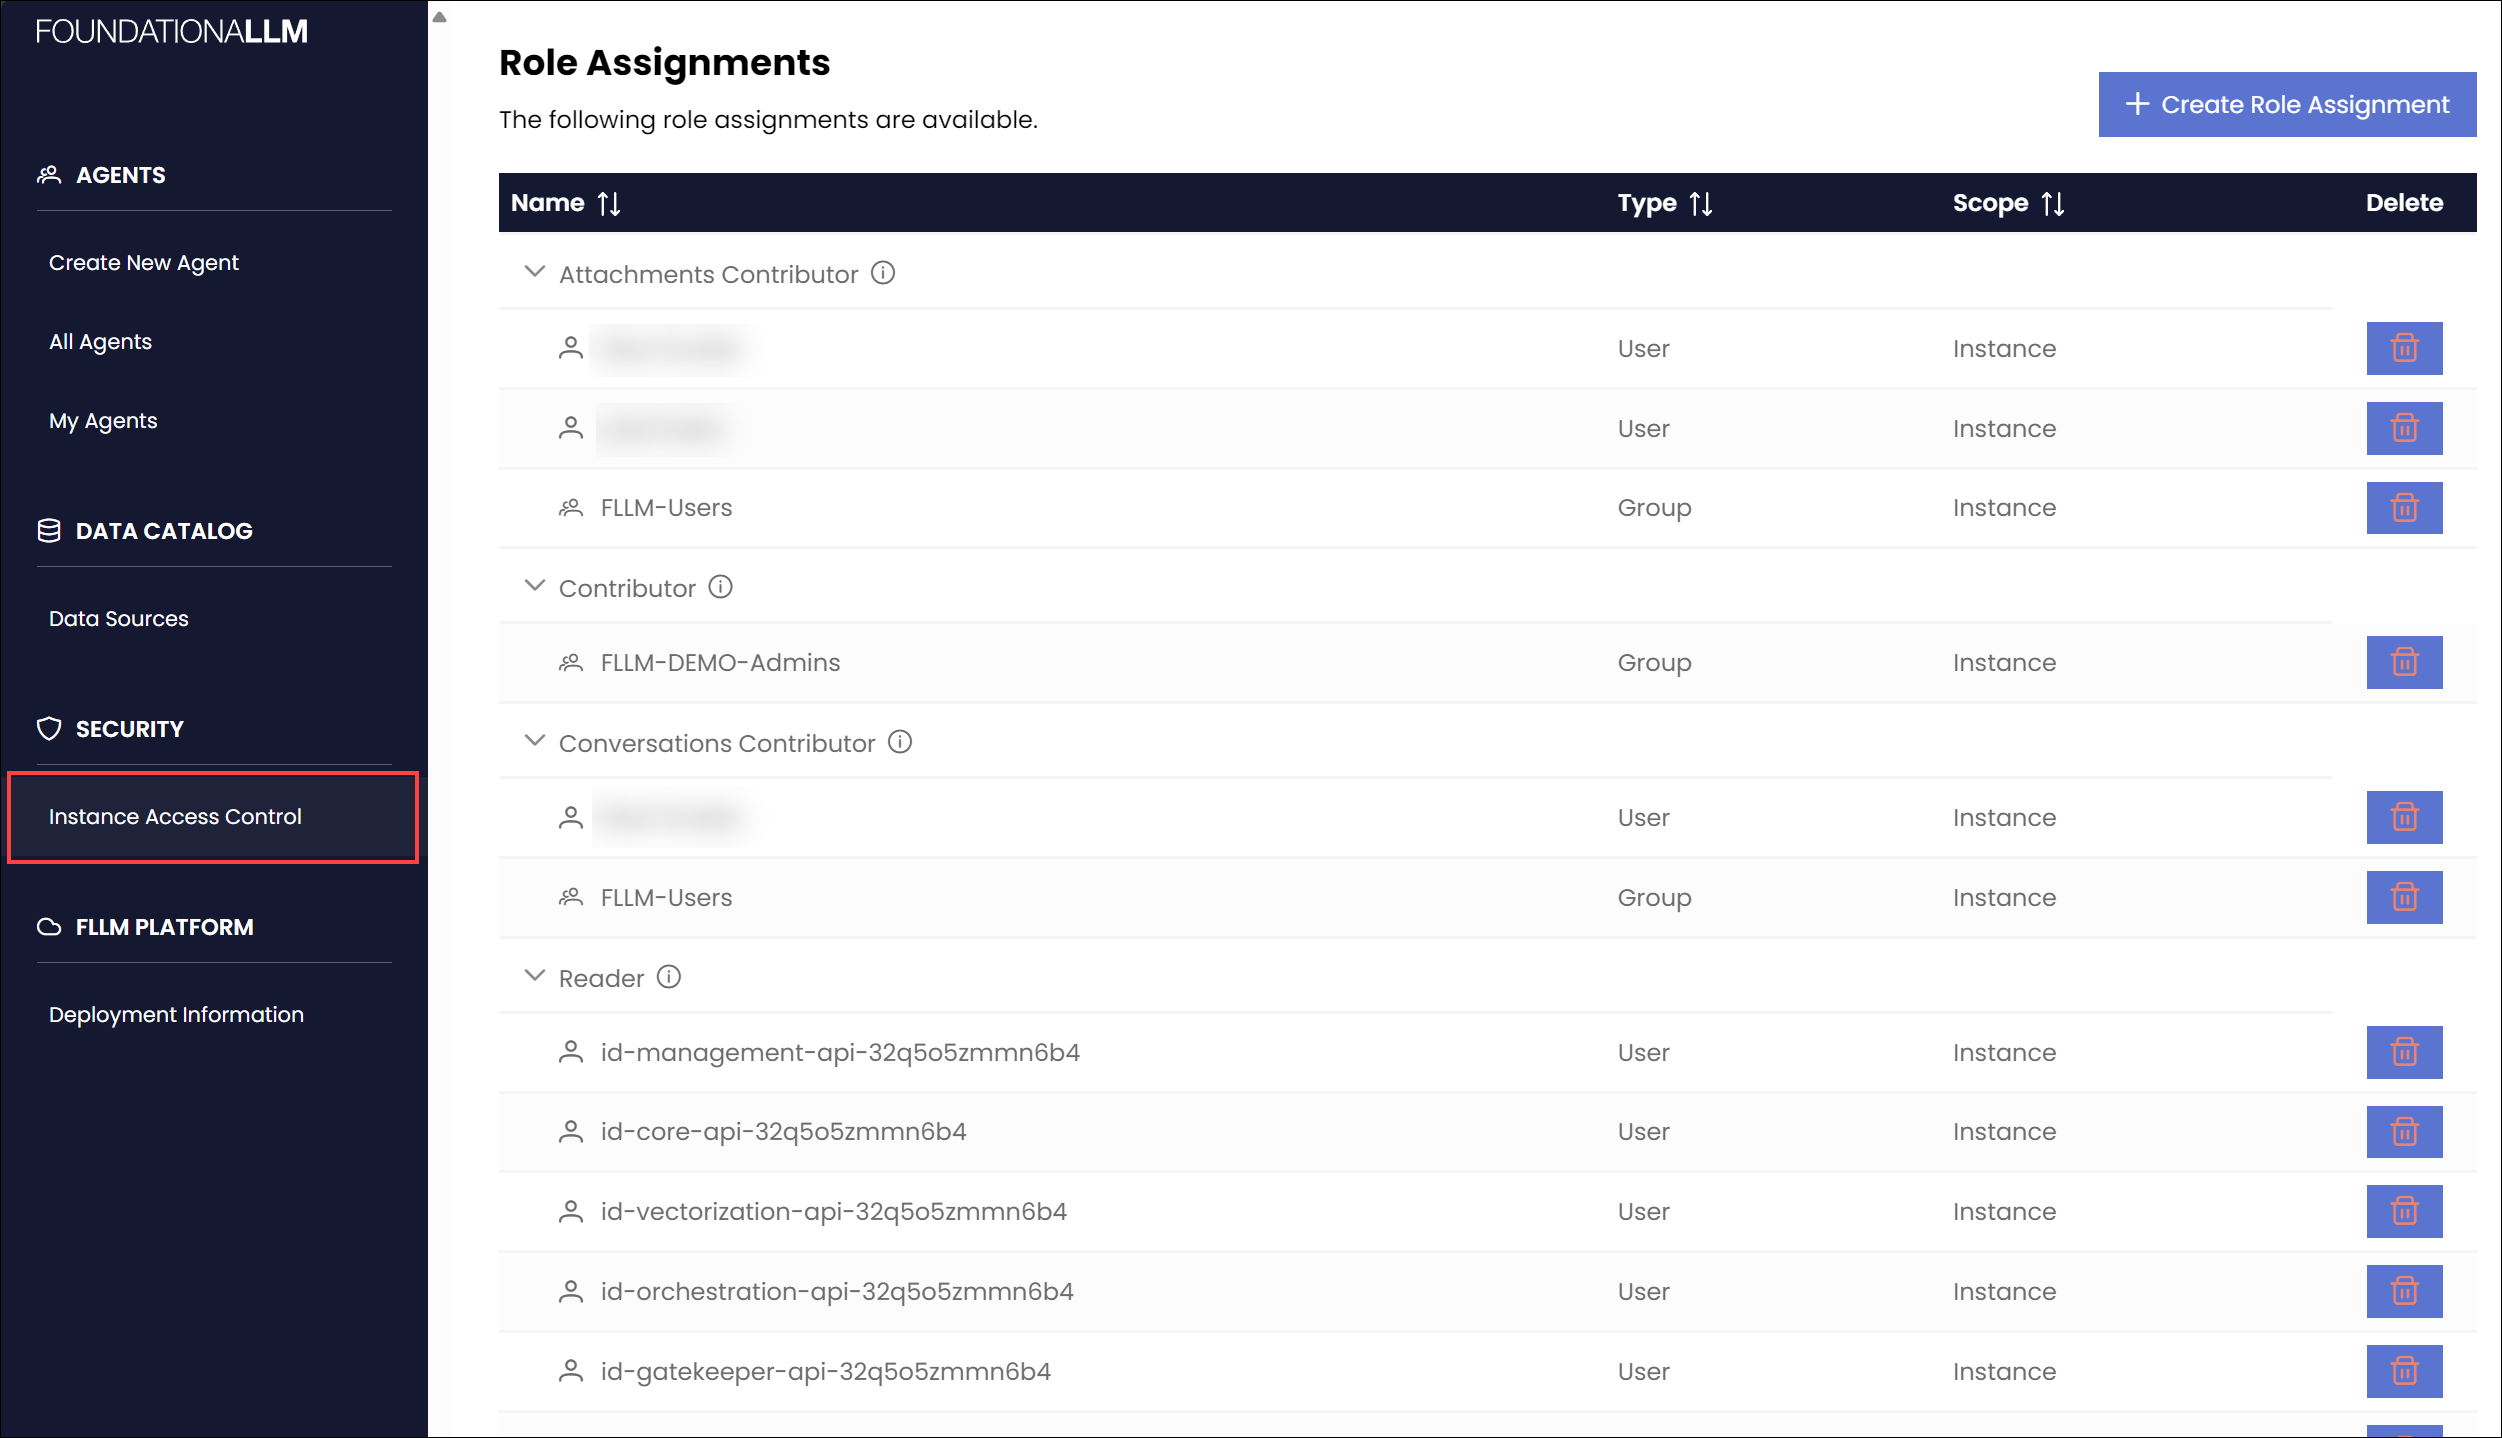 FOUNDATIONALLM
AGENTS
Create New Agent
All Agents
My Agents
DATA CATALOG
Data Sources
SECURITY
Instance Access Control
FLLM PLATFORM
Deployment Information
Role Assignments
The following role assignments are available.
Create Role Assignment
Name Type Scope Delete
Attachments Contributor
User Instance
User Instance
FLLM-Users Group Instance
Contributor
FLLM-DEMO-Admins Group Instance
Conversations Contributor
User Instance
FLLM-Users Group Instance
Reader
id-management-api-32q5o5zmmn6b4 User Instance
id-core-api-32q5o5zmmn6b4 User Instance
id-vectorization-api-32q5o5zmmn6b4 User Instance
id-orchestration-api-32q5o5zmmn6b4 User Instance
id-gatekeeper-api-32q5o5zmmn6b4 User Instance